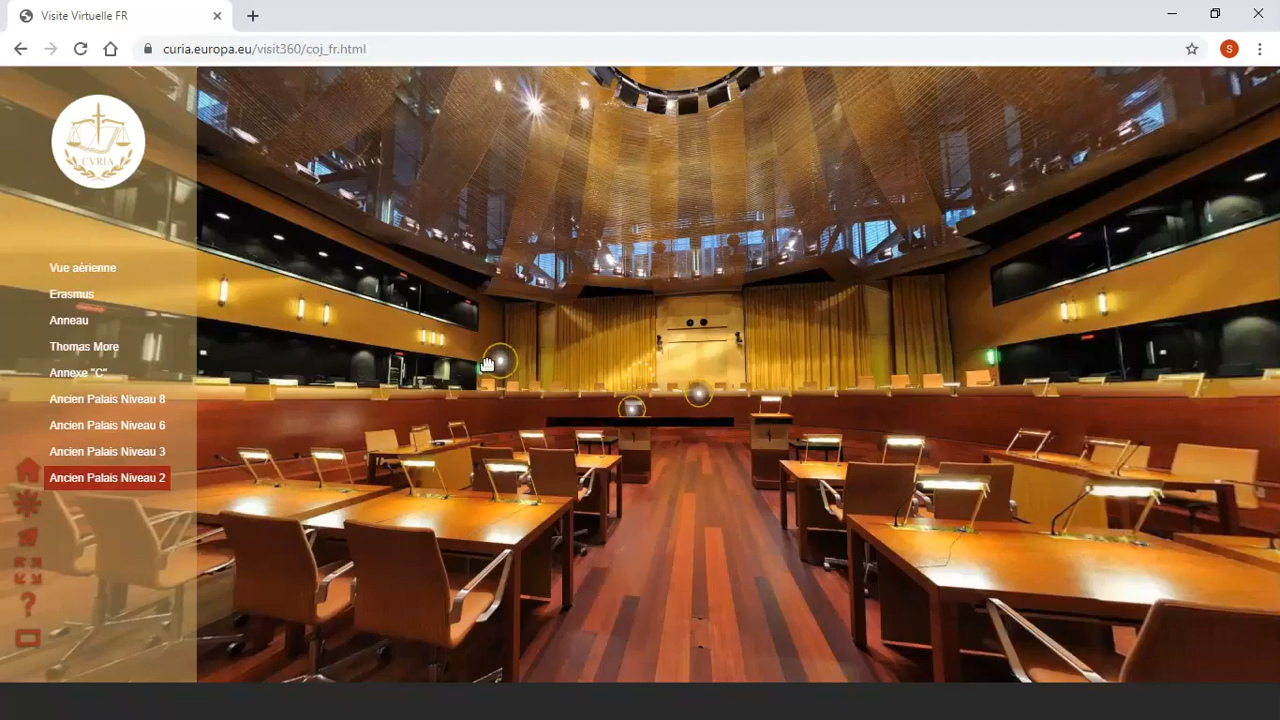 Visite Virtuelle FR
curia.europa.eu/visit360/coj_fr.html
S
CVRIA
Vue aérienne
Erasmus
Anneau
Thomas More
Annexe "C"
Ancien Palais Niveau 8
Ancien Palais Niveau 6
Ancien Palais Niveau 3
Ancien Palais Niveau 2
?